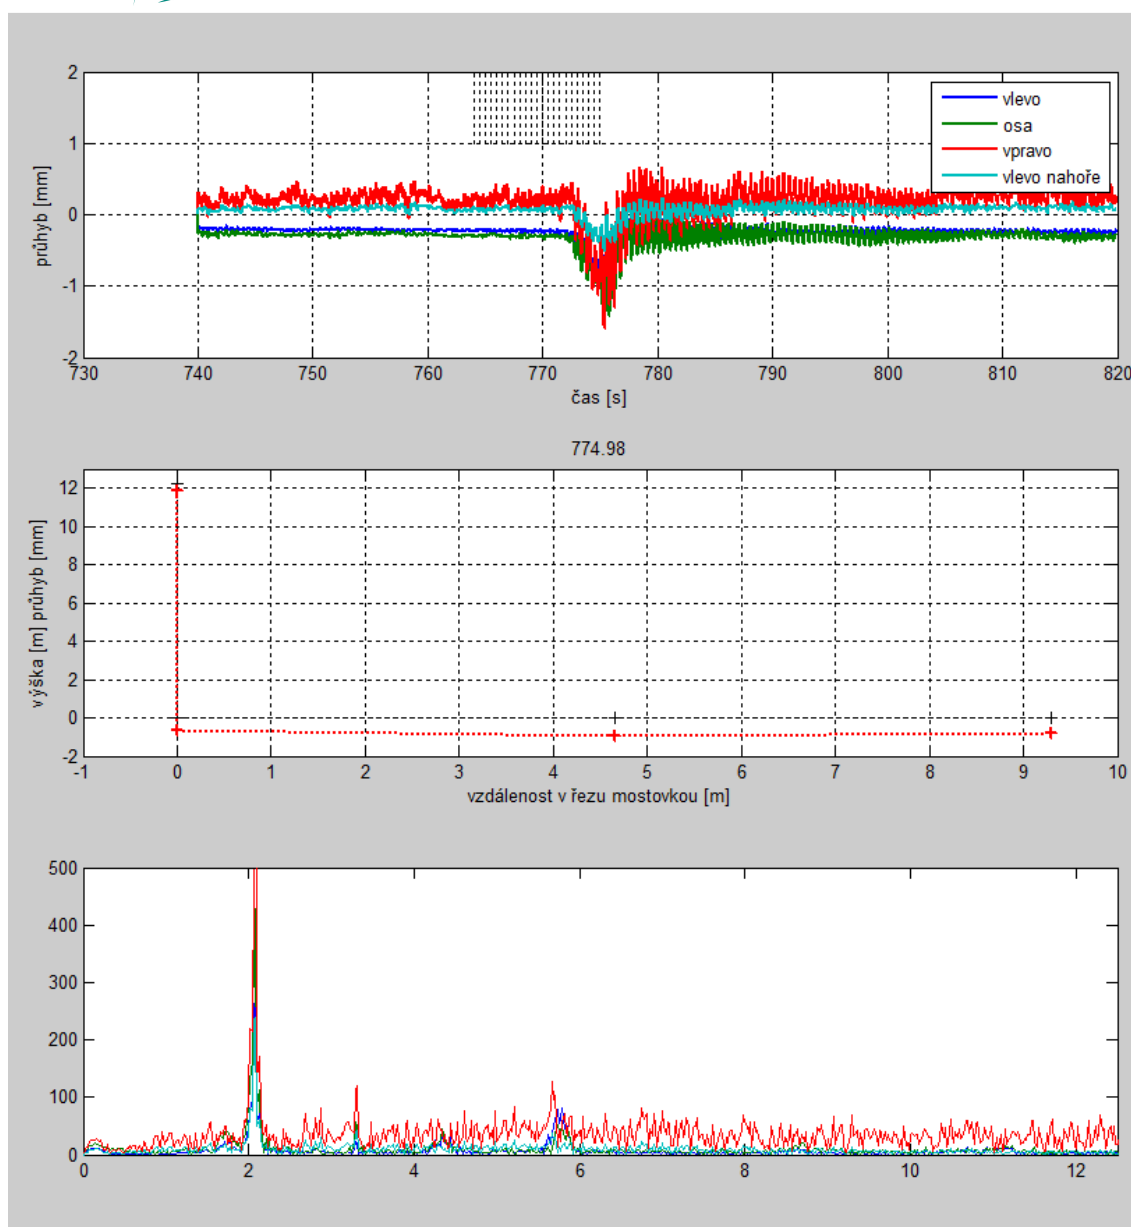 2
1
0
-1
-2
průhyb [mm]
vlevo
osa
vpravo
vlevo nahoře
730 740 750 760 770 780 790 800 810 820
čas [s]
774.98
12
10
8
6
4
2
0
-2
výška [m] průhyb [mm]
-1 0 1 2 3 4 5 6 7 8 9 10
vzdálenost v řezu mostovkou [m]
500
400
300
200
100
0
0 2 4 6 8 10 12